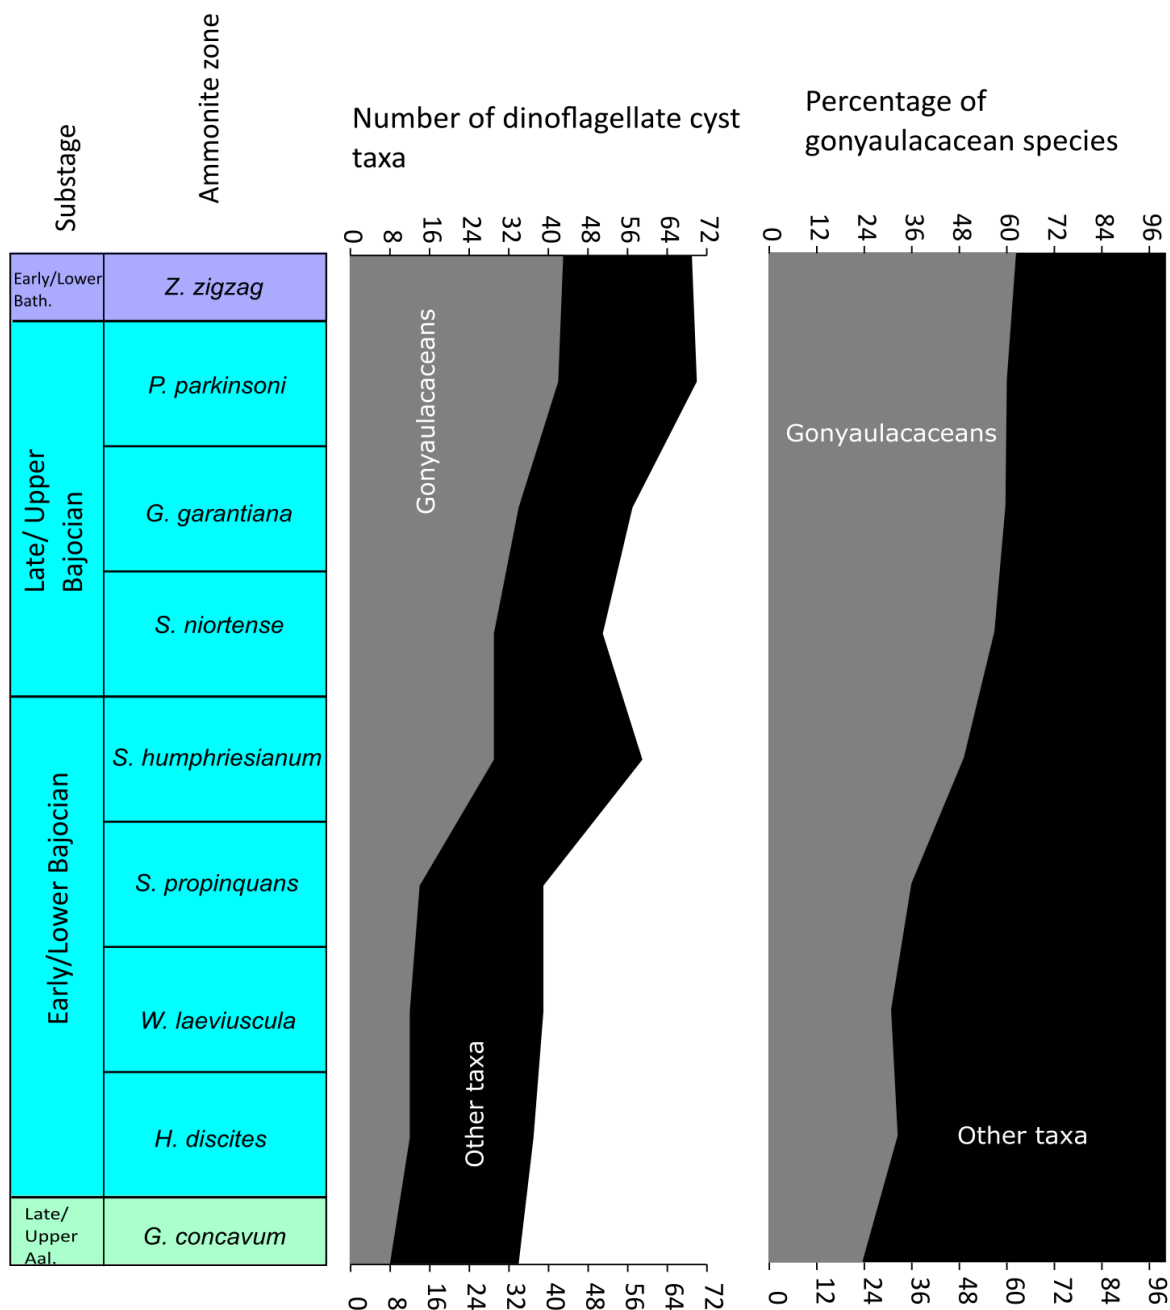 Substage
Ammonite zone
Number of dinoflagellate cyst
taxa
Percentage of
gonyaulacacean species
0 8 16 24 32 40 48 56 64 72
0 12 24 36 48 60 72 84 96
Early/Lower
Bath.
Z. zigzag
Late/ Upper
Bajocian
P. parkinsoni
G. garantiana
S. niortense
Early/Lower Bajocian
S. humphriesianum
S. propinquans
W. laeviuscula
H. discites
Late/
Upper
Aal.
G. concavum
Gonyaulacaceans
Other taxa
Gonyaulacaceans
Other taxa
0 8 16 24 32 40 48 56 64 72
0 12 24 36 48 60 72 84 96